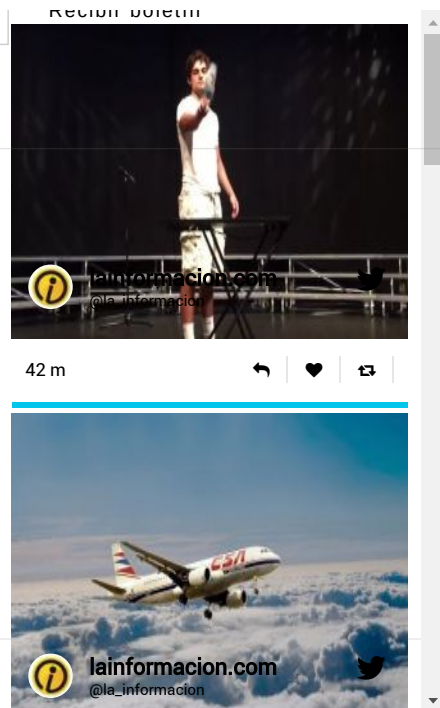 Recibir boletín
lainformacion.com
@la_informacion
42 m
CSA
lainformacion.com
@la_informacion